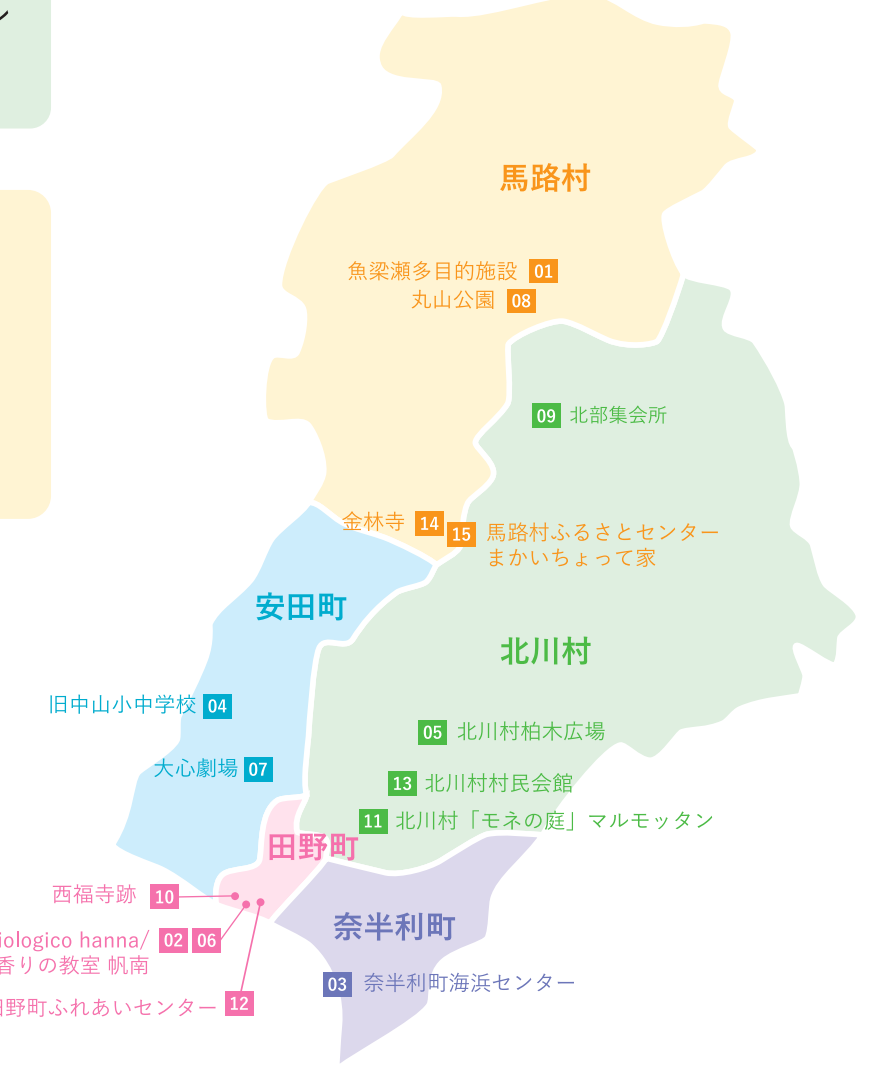 馬路村
魚梁瀬多目的施設 01
丸山公園 08
09 北部集会所
金林寺 14
15 馬路村ふるさとセンター
まかいちょって家
安田町
北川村
旧中山小中学校 04
05 北川村柏木広場
大心劇場 07
13 北川村村民会館
11 北川村「モネの庭」マルモッタン
田野町
西福寺跡 10
奈半利町
iologico hanna/ 02 06
香りの教室 帆南
03 奈半利町海浜センター
野町ふれあいセンター 12